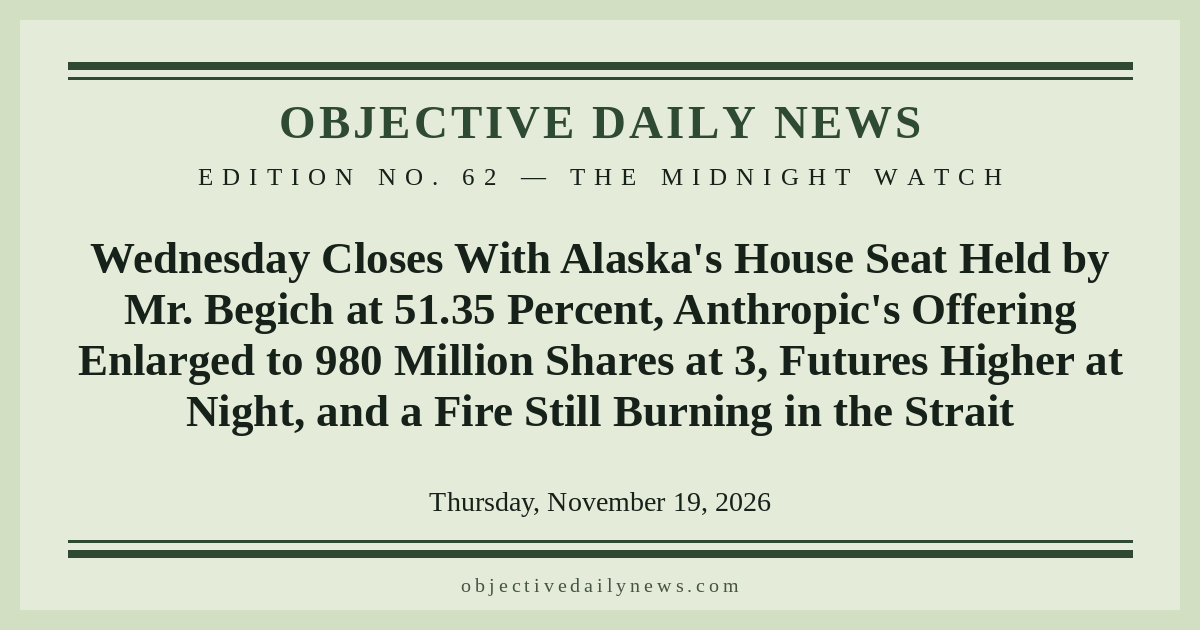 OBJECTIVE DAILY NEWS
EDITION NO. 62 — THE MIDNIGHT WATCH
Wednesday Closes With Alaska's House Seat Held by
Mr. Begich at 51.35 Percent, Anthropic's Offering
Enlarged to 980 Million Shares at 3, Futures Higher at
Night, and a Fire Still Burning in the Strait
Thursday, November 19, 2026
objectivedailynews.com